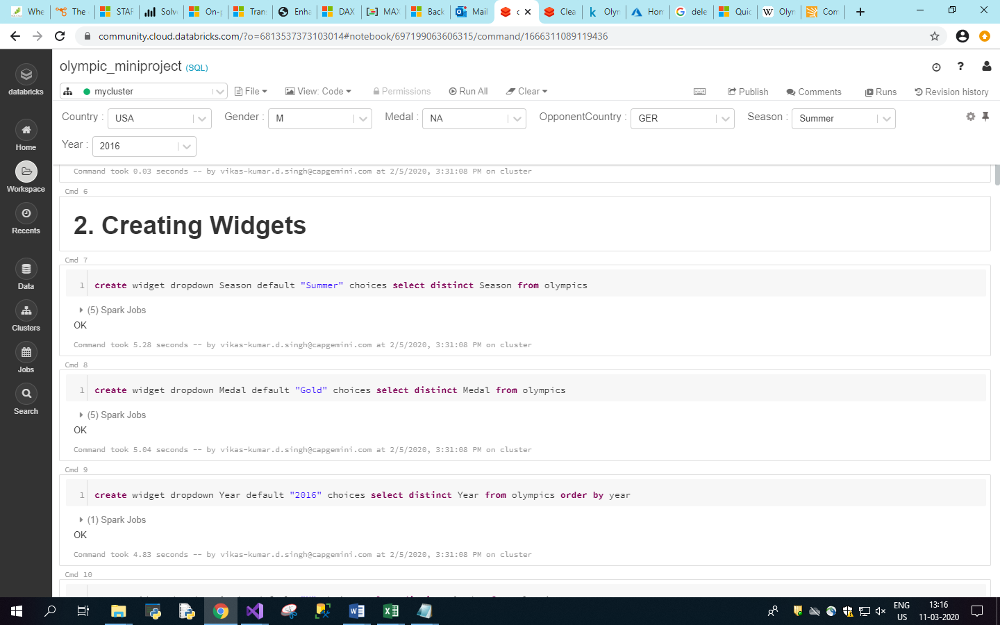 Whe
The
STAF
Solv
On-p
Tran
Enha
DAX
MAX
Back
Mail
c
Clea
Olyn
Hom
dele
Quic
Olyn
Com
community.cloud.databricks.com/?o=6813537373103014#notebook/697199063606315/command/1666311089119436
olympic_miniproject (SQL)
databricks
mycluster File View: Code Permissions Run All Clear Publish Comments Runs Revision history
Country : USA Gender : M Medal : NA OpponentCountry : GER Season : Summer
Year : 2016
Home
Workspace
Recents
Data
Clusters
Jobs
Search
Command took 0.03 seconds -- by vikas-kumar.d.singh@capgemini.com at 2/5/2020, 3:31:08 PM on cluster
Cmd 6
2. Creating Widgets
Cmd 7
1 create widget dropdown Season default "Summer" choices select distinct Season from olympics
(5) Spark Jobs
OK
Command took 5.28 seconds -- by vikas-kumar.d.singh@capgemini.com at 2/5/2020, 3:31:08 PM on cluster
Cmd 8
1 create widget dropdown Medal default "Gold" choices select distinct Medal from olympics
(5) Spark Jobs
OK
Command took 5.04 seconds -- by vikas-kumar.d.singh@capgemini.com at 2/5/2020, 3:31:08 PM on cluster
Cmd 9
1 create widget dropdown Year default "2016" choices select distinct Year from olympics order by year
(1) Spark Jobs
OK
Command took 4.83 seconds -- by vikas-kumar.d.singh@capgemini.com at 2/5/2020, 3:31:08 PM on cluster
Cmd 10
ENG 13:16
US 11-03-2020